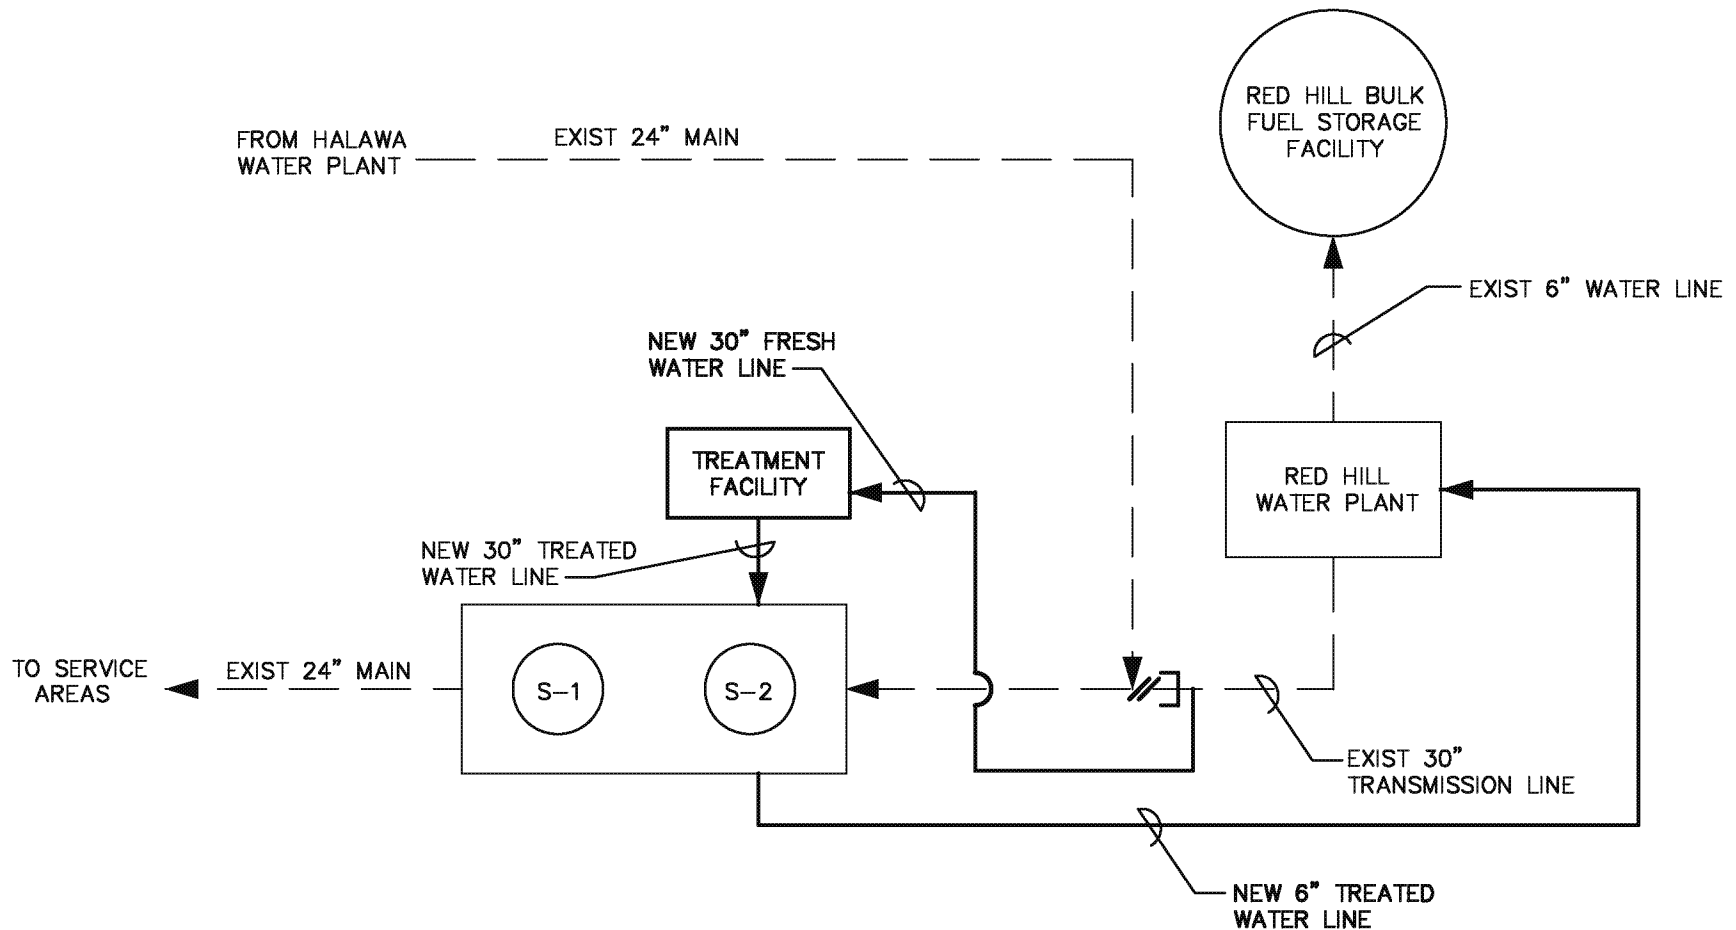 RED HILL BULK
FUEL STORAGE
FACILITY
FROM HALAWA
WATER PLANT
EXIST 24” MAIN
EXIST 6” WATER LINE
NEW 30” FRESH
WATER LINE
TREATMENT
FACILITY
RED HILL
WATER PLANT
NEW 30” TREATED
WATER LINE
TO SERVICE
AREAS
EXIST 24” MAIN
S-1
S-2
EXIST 30”
TRANSMISSION LINE
NEW 6” TREATED
WATER LINE